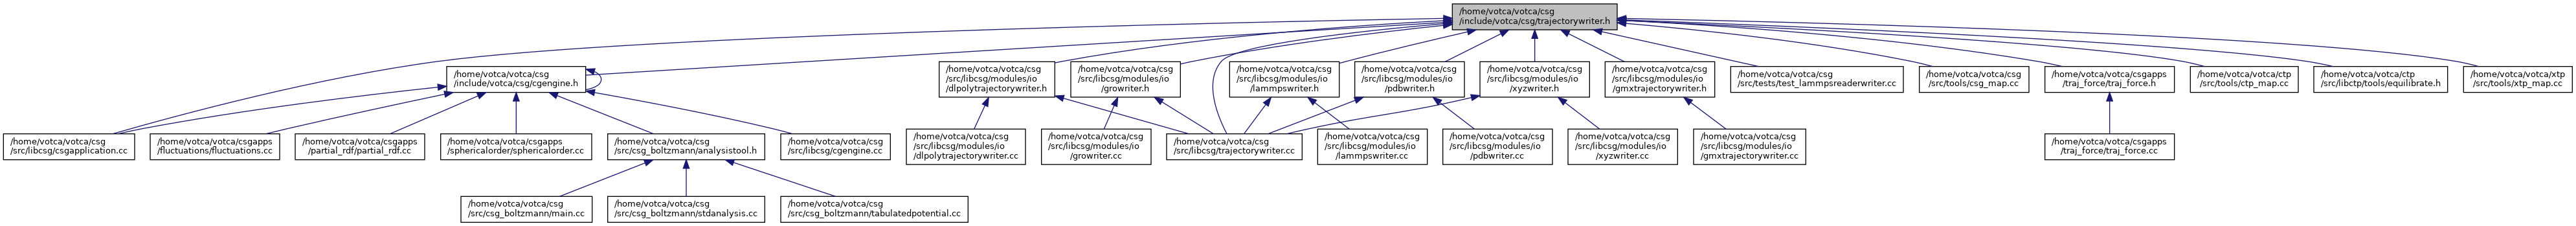 /home/votca/votca/csg
/include/votca/csg/trajectorywriter.h
/home/votca/votca/csg
/include/votca/csg/cgengine.h
/home/votca/votca/csg
/src/libcsg/modules/io
/dlpolytrajectorywriter.h
/home/votca/votca/csg
/src/libcsg/modules/io
/growriter.h
/home/votca/votca/csg
/src/libcsg/modules/io
/lammpswriter.h
/home/votca/votca/csg
/src/libcsg/modules/io
/pdbwriter.h
/home/votca/votca/csg
/src/libcsg/modules/io
/xyzwriter.h
/home/votca/votca/csg
/src/libcsg/modules/io
/gmxtrajectorywriter.h
/home/votca/votca/csg
/src/tests/test_lammpsreaderwriter.cc
/home/votca/votca/csg
/src/tools/csg_map.cc
/home/votca/votca/csgapps
/traj_force/traj_force.h
/home/votca/votca/ctp
/src/tools/ctp_map.cc
/home/votca/votca/ctp
/src/libctp/tools/equilibrate.h
/home/votca/votca/xtp
/src/tools/xtp_map.cc
/home/votca/votca/csg
/src/libcsg/csgapplication.cc
/home/votca/votca/csgapps
/fluctuations/fluctuations.cc
/home/votca/votca/csgapps
/partial_rdf/partial_rdf.cc
/home/votca/votca/csgapps
/sphericalorder/sphericalorder.cc
/home/votca/votca/csg
/src/csg_boltzmann/analysistool.h
/home/votca/votca/csg
/src/libcsg/cgengine.cc
/home/votca/votca/csg
/src/libcsg/modules/io
/dlpolytrajectorywriter.cc
/home/votca/votca/csg
/src/libcsg/modules/io
/growriter.cc
/home/votca/votca/csg
/src/libcsg/trajectorywriter.cc
/home/votca/votca/csg
/src/libcsg/modules/io
/lammpswriter.cc
/home/votca/votca/csg
/src/libcsg/modules/io
/pdbwriter.cc
/home/votca/votca/csg
/src/libcsg/modules/io
/xyzwriter.cc
/home/votca/votca/csg
/src/libcsg/modules/io
/gmxtrajectorywriter.cc
/home/votca/votca/csgapps
/traj_force/traj_force.cc
/home/votca/votca/csg
/src/csg_boltzmann/main.cc
/home/votca/votca/csg
/src/csg_boltzmann/stdanalysis.cc
/home/votca/votca/csg
/src/csg_boltzmann/tabulatedpotential.cc